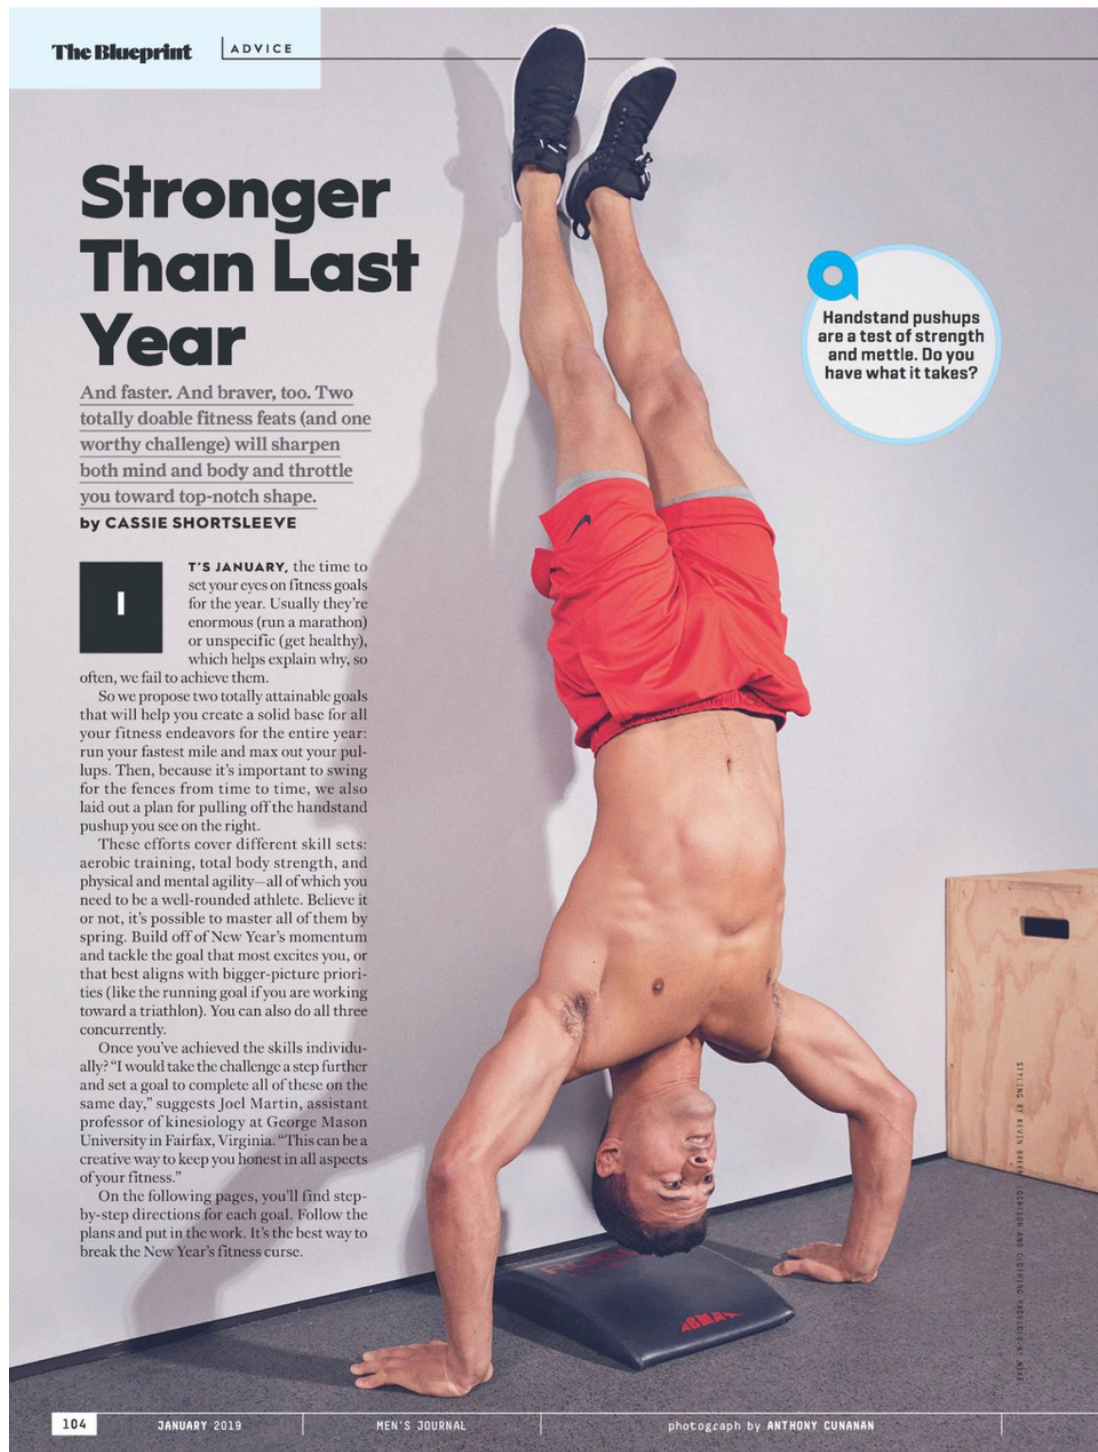 The Blueprint
ADVICE
Stronger
Than Last
Year
And faster. And braver, too. Two
totally doable fitness feats (and one
worthy challenge) will sharpen
both mind and body and throttle
you toward top-notch shape.
by CASSIE SHORTSLEEVE
IT'S JANUARY, the time to
set your eyes on fitness goals
for the year. Usually they're
enormous (run a marathon)
or unspecific (get healthy),
which helps explain why, so
often, we fail to achieve them.
So we propose two totally attainable goals
that will help you create a solid base for all
your fitness endeavors for the entire year:
run your fastest mile and max out your pul-
lups. Then, because it's important to swing
for the fences from time to time, we also
laid out a plan for pulling off the handstand
pushup you see on the right.
These efforts cover different skill sets:
aerobic training, total body strength, and
physical and mental agility—all of which you
need to be a well-rounded athlete. Believe it
or not, it's possible to master all of them by
spring. Build off of New Year's momentum
and tackle the goal that most excites you, or
that best aligns with bigger-picture priori-
ties (like the running goal if you are working
toward a triathlon). You can also do all three
concurrently.
Once you've achieved the skills individu-
ally? “I would take the challenge a step further
and set a goal to complete all of these on the
same day,” suggests Joel Martin, assistant
professor of kinesiology at George Mason
University in Fairfax, Virginia. “This can be a
creative way to keep you honest in all aspects
of your fitness.”
On the following pages, you'll find step-
by-step directions for each goal. Follow the
plans and put in the work. It's the best way to
break the New Year's fitness curse.
Handstand pushups
are a test of strength
and mettle. Do you
have what it takes?
STYLING BY KEVIN BREEN LOCATION AND CLOTHING PROVIDED BY NIKE
ABMAT
104
JANUARY 2019
MEN'S JOURNAL
photograph by ANTHONY CUNANAN